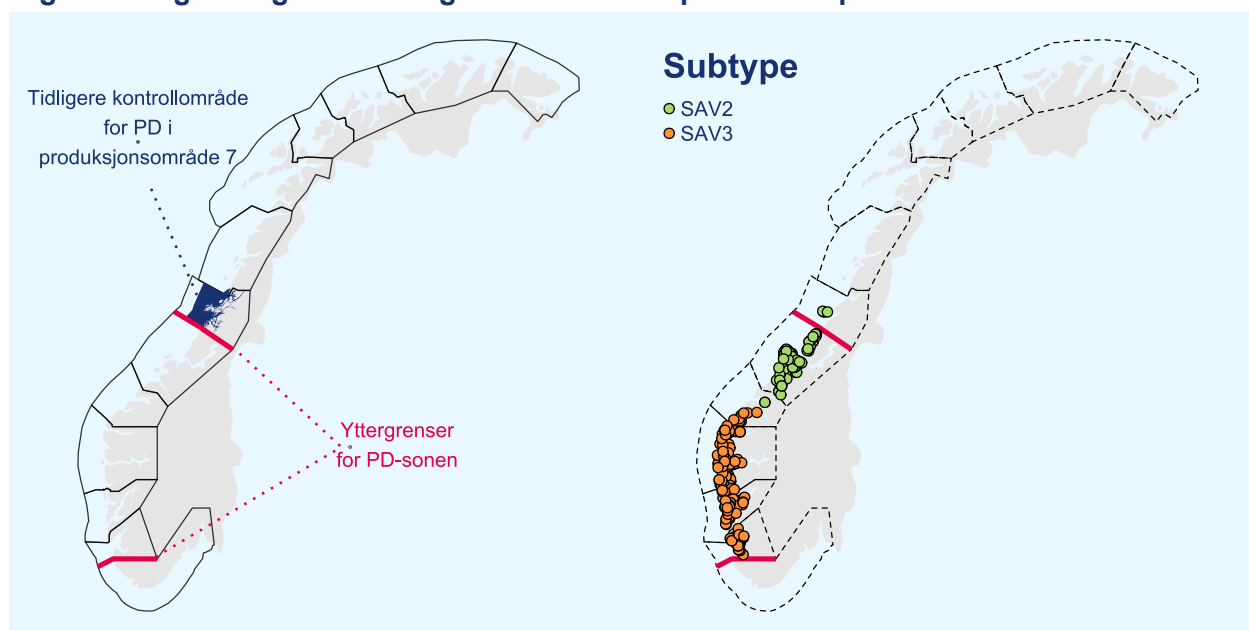 Tidligere kontrollområde
for PD i
produksjonsområde 7
Yttergrenser
for PD-sonen
Subtype
SAV2
SAV3